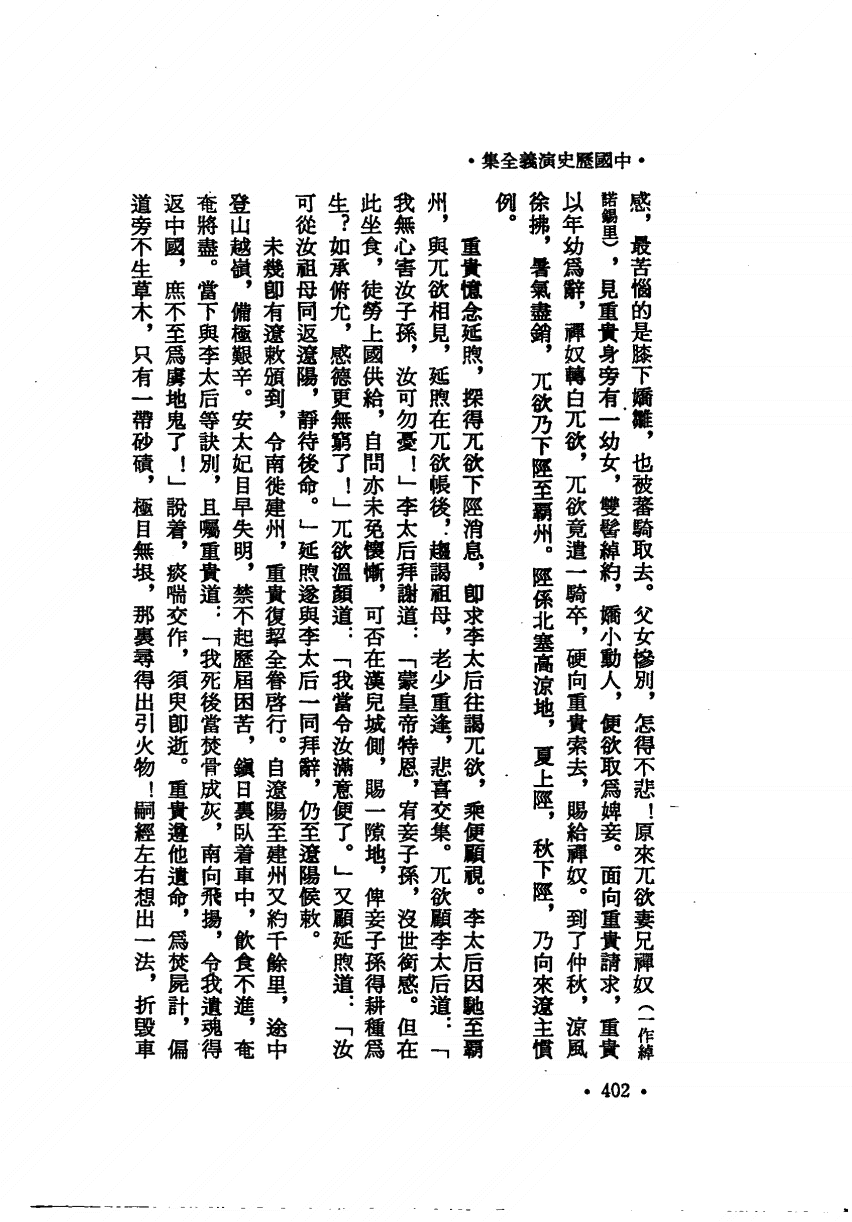 •中國歷史演義全集•
感，最苦惱的是膝下嬌雛，也被蕃騎取去。父女慘別，怎得不悲！原來兀欲妻兄禪奴（一作綽
諾錫里），見重貴身旁有一幼女，雙髻綽約，嬌小動人，便欲取爲婢妾。面向重貴請求，重貴
以年幼爲辭，禪奴轉白兀欲，兀欲竟遣一騎卒，硬向重貴索去，賜給禪奴。到了仲秋，涼風
徐拂，暑氣盡銷，兀欲乃下陘至霸州。陘係北塞高涼地，夏上陘，秋下陘，乃向來遼主慣
例。
重貴憶念延煦，探得兀欲下陘消息，卽求李太后往謁兀欲，乘便顧視。李太后因馳至霸
州，與兀欲相見，延煦在兀欲帳後，趨謁祖母，老少重逢，悲喜交集。兀欲顧李太后道：「
我無心害汝子孫，汝可勿憂！」李太后拜謝道：「蒙皇帝特恩，宥妾子孫，沒世銜感。但在
此坐食，徒勞上國供給，自問亦未免懷慚，可否在漢兒城側，賜一隙地，俾妾子孫得耕種爲
生？如承俯允，感德更無窮了！」兀欲溫顏道：「我當令汝滿意便了。」又顧延煦道：「汝
可從汝祖母同返遼陽，靜待後命。」延煦遂與李太后一同拜辭，仍至遼陽候敕。
未幾卽有遼敕頒到，令南徙建州，重貴復挈全眷啓行。自遼陽至建州又約千餘里，途中
登山越嶺，備極艱辛。安太妃目早失明，禁不起歷屆困苦，鎭日裏臥着車中，飲食不進，奄
奄將盡。當下與李太后等訣別，且囑重貴道：「我死後當焚骨成灰，南向飛揚，令我遺魂得
返中國，庶不至爲虜地鬼了！」說着，痰喘交作，須臾卽逝。重貴遵他遺命，爲焚屍計，偏
道旁不生草木，只有一帶砂磧，極目無垠，那裏尋得出引火物！嗣經左右想出一法，折毀車
•402•